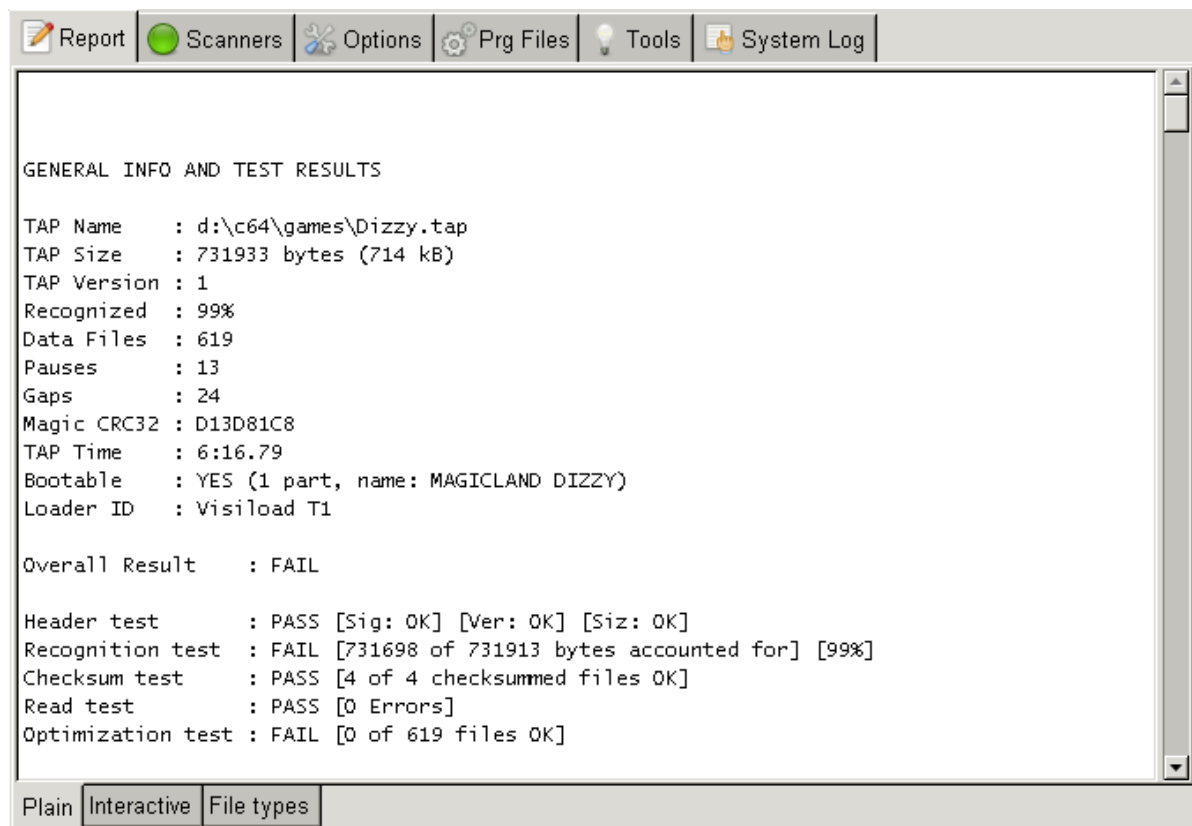 Report Scanners Options Prg Files Tools System Log
GENERAL INFO AND TEST RESULTS
TAP Name : d:\c64\games\Dizzy.tap
TAP Size : 731933 bytes (714 kB)
TAP Version : 1
Recognized : 99%
Data Files : 619
Pauses : 13
Gaps : 24
Magic CRC32 : D13D81C8
TAP Time : 6:16.79
Bootable : YES (1 part, name: MAGICLAND DIZZY)
Loader ID : Visiload T1
Overall Result : FAIL
Header test : PASS [Sig: OK] [Ver: OK] [Siz: OK]
Recognition test : FAIL [731698 of 731913 bytes accounted for] [99%]
Checksum test : PASS [4 of 4 checksummed files OK]
Read test : PASS [0 Errors]
Optimization test : FAIL [0 of 619 files OK]
Plain Interactive File types